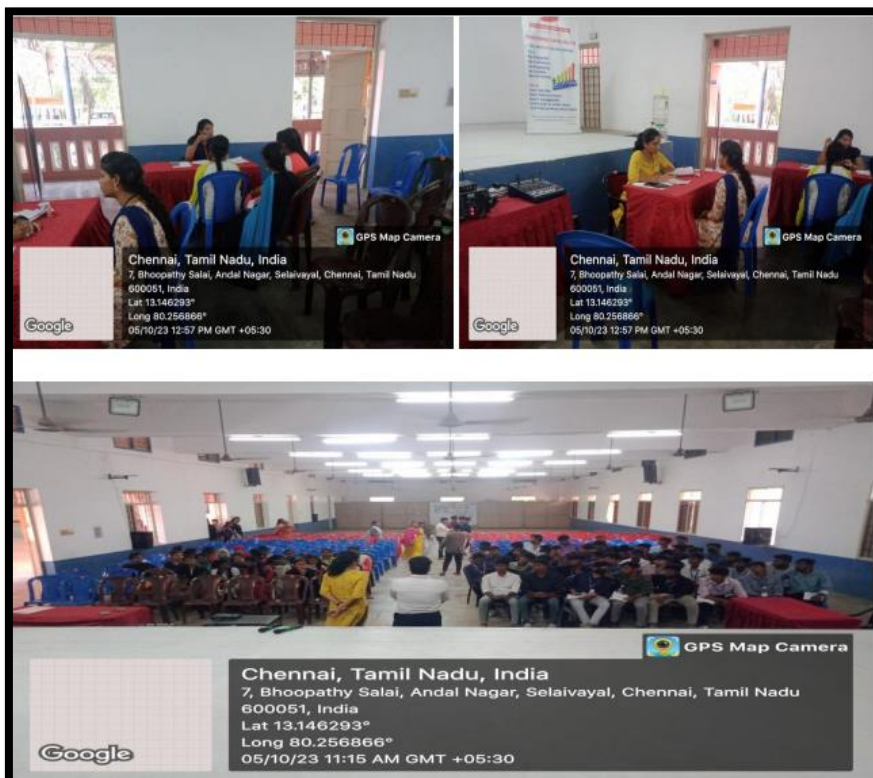 GPS Map Camera
Chennai, Tamil Nadu, India
7, Bhoopathy Salai, Andal Nagar, Selaivayal, Chennai, Tamil Nadu
600051, India
Lat 13.146293°
Long 80.256866°
05/10/23 12:57 PM GMT +05:30
Google
GPS Map Camera
Chennai, Tamil Nadu, India
7, Bhoopathy Salai, Andal Nagar, Selaivayal, Chennai, Tamil Nadu
600051, India
Lat 13.146293°
Long 80.256866°
05/10/23 12:57 PM GMT +05:30
Google
GPS Map Camera
Chennai, Tamil Nadu, India
7, Bhoopathy Salai, Andal Nagar, Selaivayal, Chennai, Tamil Nadu
600051, India
Lat 13.146293°
Long 80.256866°
05/10/23 11:15 AM GMT +05:30
Google